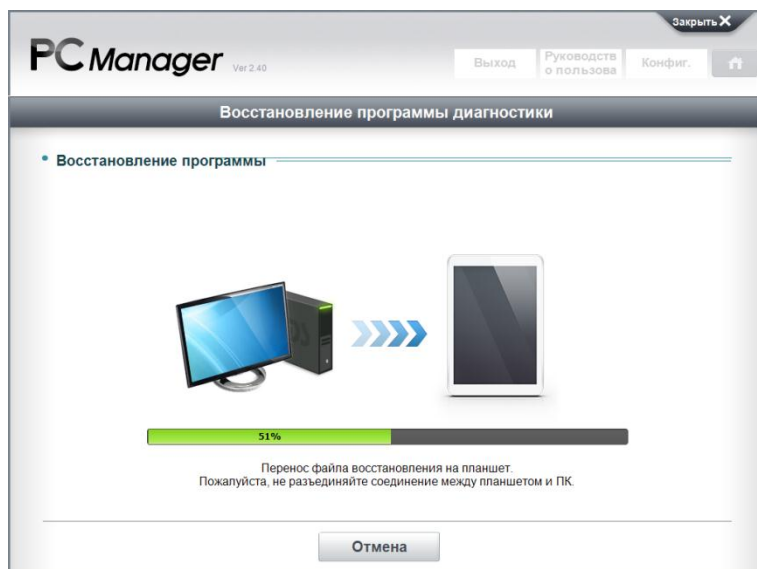 Закрыть X
PC Manager Ver 2.40
Выход
Руководств
о пользова
Конфиг.
Восстановление программы диагностики
Восстановление программы
51%
Перенос файла восстановления на планшет.
Пожалуйста, не разъединяйте соединение между планшетом и ПК.
Отмена